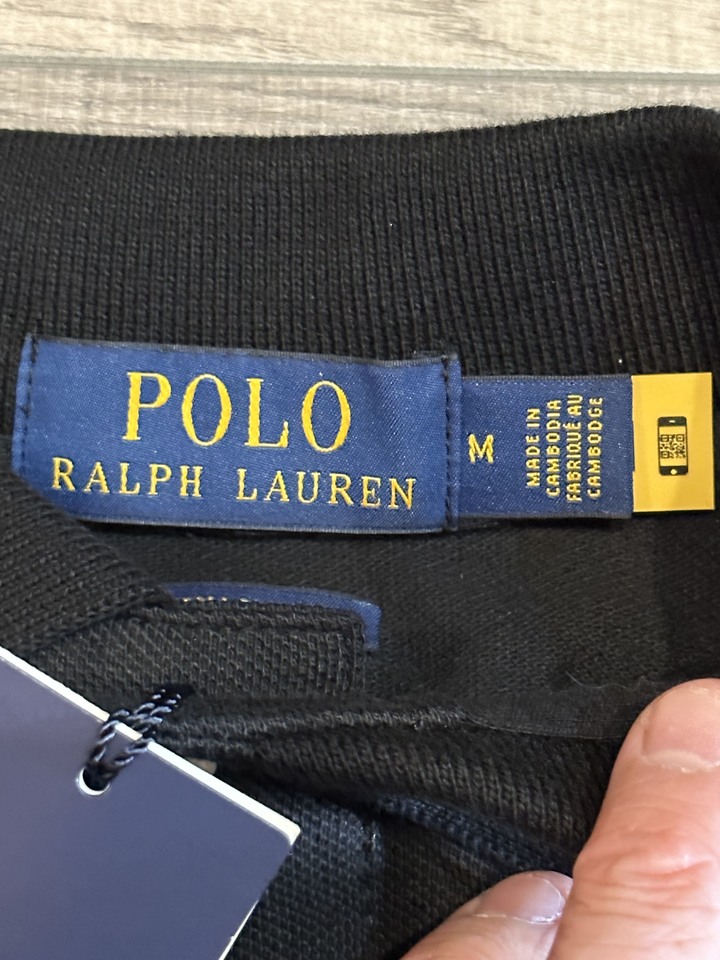 POLO
RALPH LAUREN
M
MADE IN
CAMBODIA
FABRIQUÉ AU
CAMBODGE